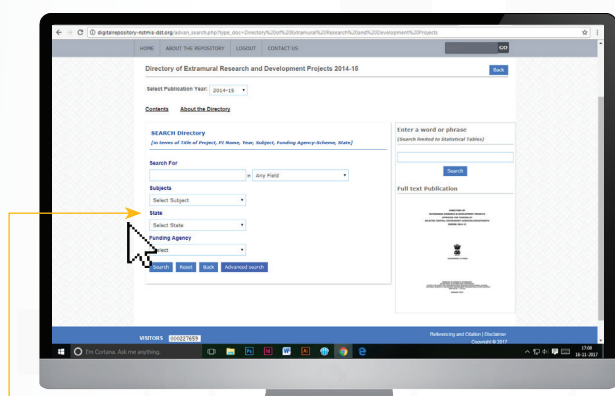 digitalrepository-nstmis-dst.org/advan_search.php?type_doc=Directory%20of%20Extramural%20Research%20and%20Development%20Projects
HOME ABOUT THE REPOSITORY LOGOUT CONTACT US GO
Directory of Extramural Research and Development Projects 2014-15 Back
Select Publication Year: 2014-15
Contents About the Directory
SEARCH Directory
[in terms of Title of Project, PI Name, Year, Subject, Funding Agency-Scheme, State]
Search For
in Any Field
Subjects
Select Subject
State
Select State
Funding Agency
Select
Search Reset Back Advanced search
Enter a word or phrase
(Search limited to Statistical Tables)
Search
Full text Publication
VISITORS 000227659
Referencing and Citation | Disclaimer
Copyright © 2017
I'm Cortana. Ask me anything.
17:08
16-11-2017